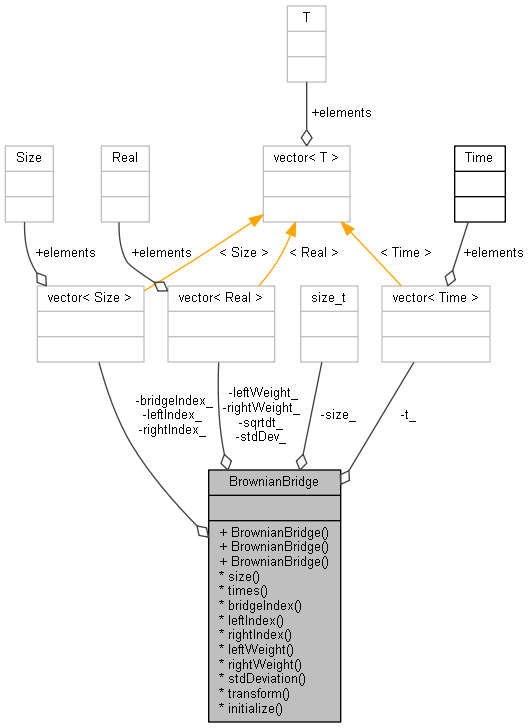 T
+elements
Size
Real
vector< T >
Time
+elements
+elements
< Size >
< Real >
< Time >
+elements
vector< Size >
vector< Real >
size_t
vector< Time >
-bridgeIndex_
-leftIndex_
-rightIndex_
-leftWeight_
-rightWeight_
-sqrtdt_
-stdDev_
-size_
-t_
BrownianBridge
+ BrownianBridge()
+ BrownianBridge()
+ BrownianBridge()
* size()
* times()
* bridgeIndex()
* leftIndex()
* rightIndex()
* leftWeight()
* rightWeight()
* stdDeviation()
* transform()
* initialize()